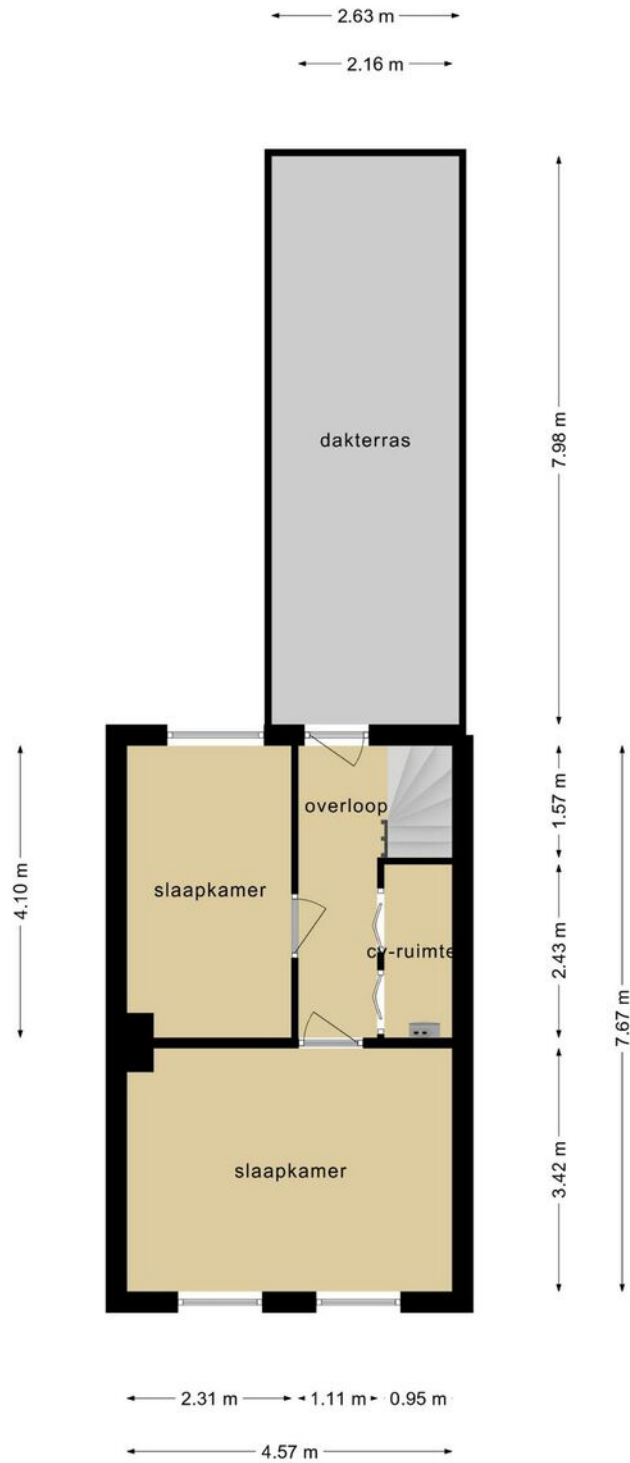 2.63 m
2.16 m
dakterras
7.98 m
overloop
1.57 m
slaapkamer
4.10 m
cv-ruimte
2.43 m
7.67 m
slaapkamer
3.42 m
2.31 m
1.11 m
0.95 m
4.57 m